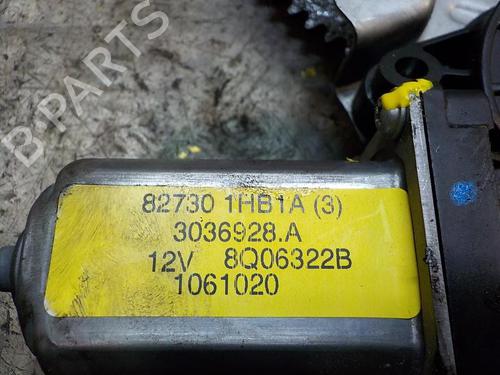 B-PARTS
82730 1HB1A (3)
3036928.A
12V 8Q06322B
1061020